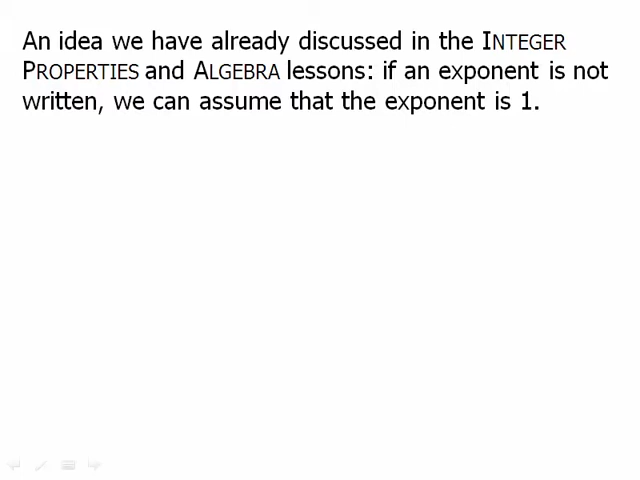 An idea we have already discussed in the INTEGER
PROPERTIES and ALGEBRA lessons: if an exponent is not
written, we can assume that the exponent is 1.